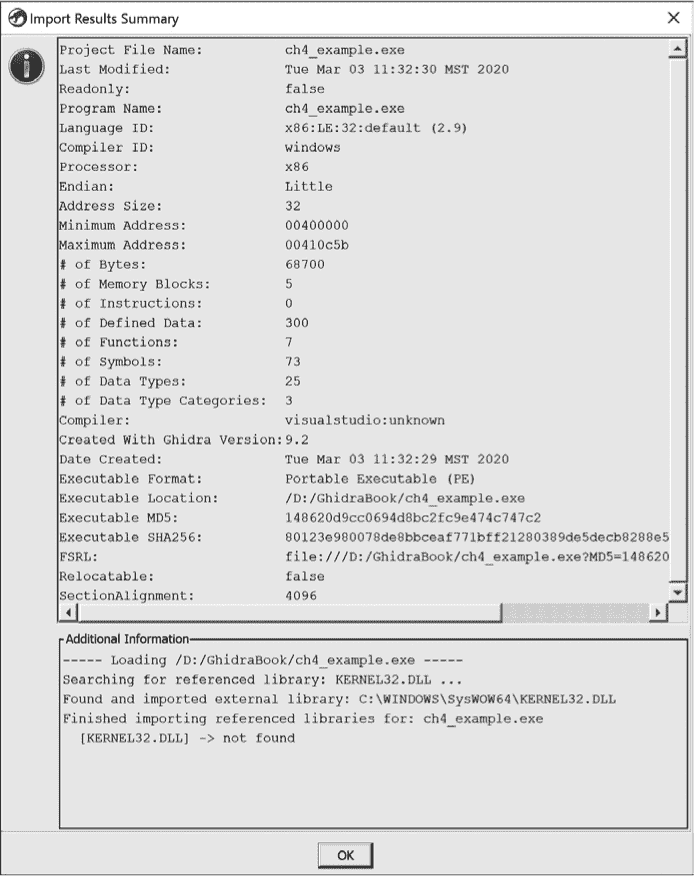 Import Results Summary
Project File Name: ch4_example.exe
Last Modified: Tue Mar 03 11:32:30 MST 2020
Readonly: false
Program Name: ch4_example.exe
Language ID: x86:LE:32:default (2.9)
Compiler ID: windows
Processor: x86
Endian: Little
Address Size: 32
Minimum Address: 00400000
Maximum Address: 00410c5b
# of Bytes: 68700
# of Memory Blocks: 5
# of Instructions: 0
# of Defined Data: 300
# of Functions: 7
# of Symbols: 73
# of Data Types: 25
# of Data Type Categories: 3
Compiler: visualstudio:unknown
Created With Ghidra Version: 9.2
Date Created: Tue Mar 03 11:32:29 MST 2020
Executable Format: Portable Executable (PE)
Executable Location: /D:/GhidraBook/ch4_example.exe
Executable MD5: 148620d9cc0694d8bc2fc9e474c747c2
Executable SHA256: 80123e980078de8bbceaf771bff21280389de5decb8288e5
FSRL: file:///D:/GhidraBook/ch4_example.exe?MD5=148620
Relocatable: false
SectionAlignment: 4096
Additional Information
----- Loading /D:/GhidraBook/ch4_example.exe -----
Searching for referenced library: KERNEL32.DLL ...
Found and imported external library: C:\WINDOWS\SysWOW64\KERNEL32.DLL
Finished importing referenced libraries for: ch4_example.exe
[KERNEL32.DLL] -> not found
OK